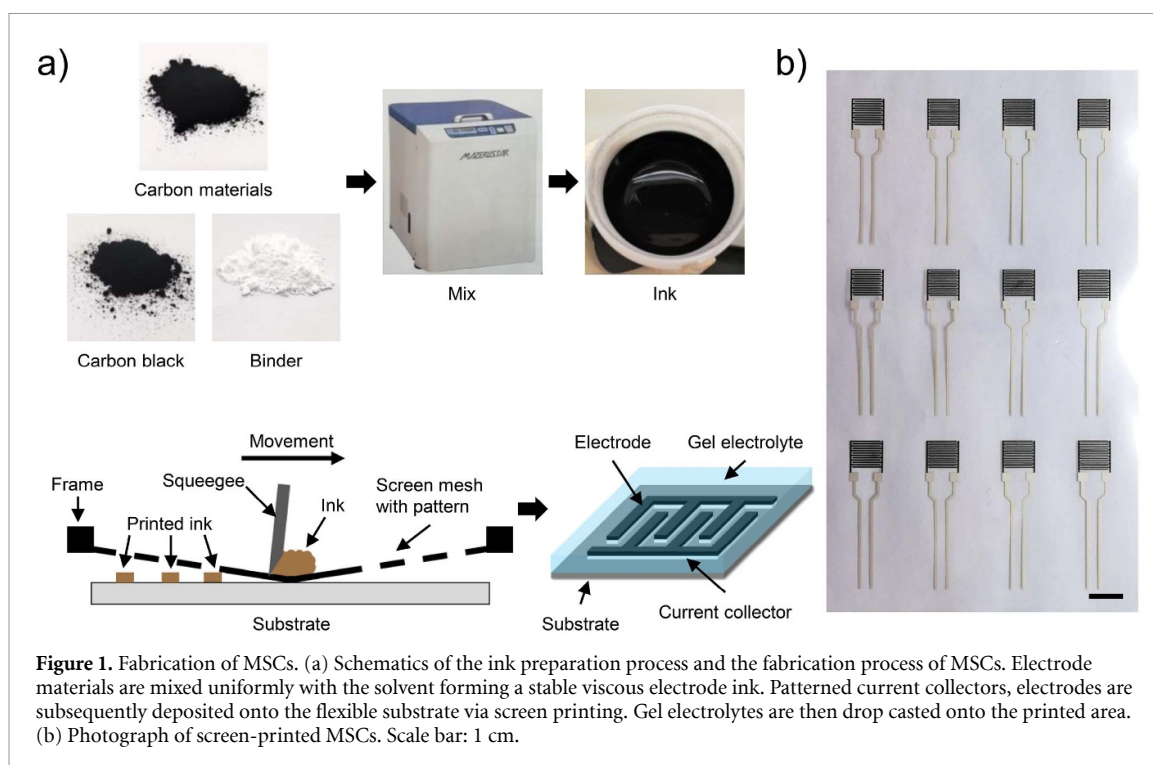 a)
b)
Carbon materials
MAZERUSTAR
Carbon black
Binder
Mix
Ink
Movement
Squeegee
Frame
Ink
Screen mesh
with pattern
Printed ink
Substrate
Electrode
Gel electrolyte
Current collector
Substrate
Figure 1. Fabrication of MSCs. (a) Schematics of the ink preparation process and the fabrication process of MSCs. Electrode
materials are mixed uniformly with the solvent forming a stable viscous electrode ink. Patterned current collectors, electrodes are
subsequently deposited onto the flexible substrate via screen printing. Gel electrolytes are then drop casted onto the printed area.
(b) Photograph of screen-printed MSCs. Scale bar: 1 cm.